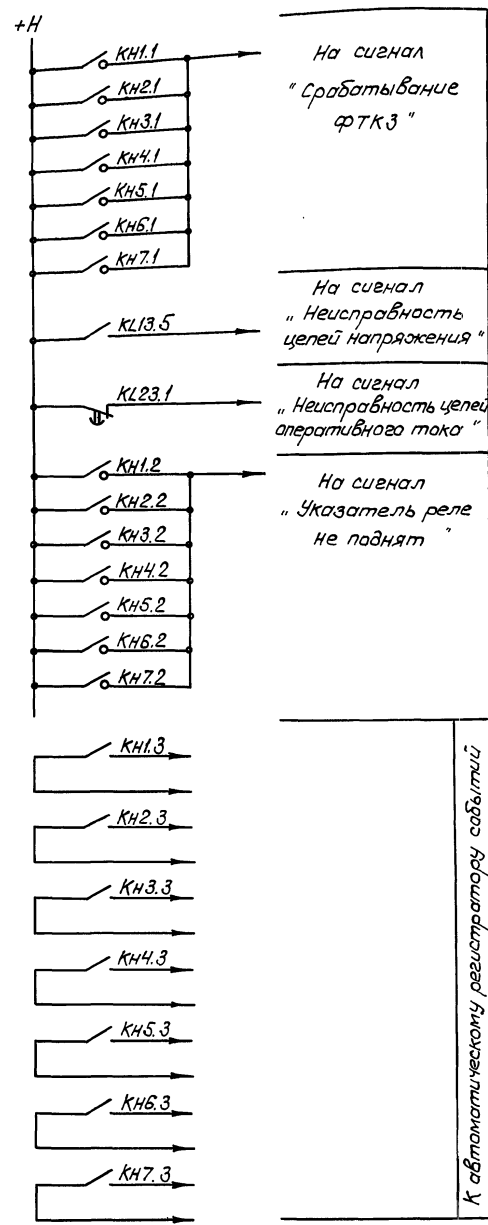 +Н
КН1.1
КН2.1
КН3.1
КН4.1
КН5.1
КН6.1
КН7.1
На сигнал
"Срабатывание
ФТКЗ"
KL13.5
На сигнал
„Неисправность
цепей напряжения"
KL23.1
На сигнал
„Неисправность цепей
оперативного тока"
КН1.2
КН2.2
КН3.2
КН4.2
КН5.2
КН6.2
КН7.2
На сигнал
„Указатель реле
не поднят"
КН1.3
КН2.3
КН3.3
КН4.3
КН5.3
КН6.3
КН7.3
К автоматическому регистратору событий